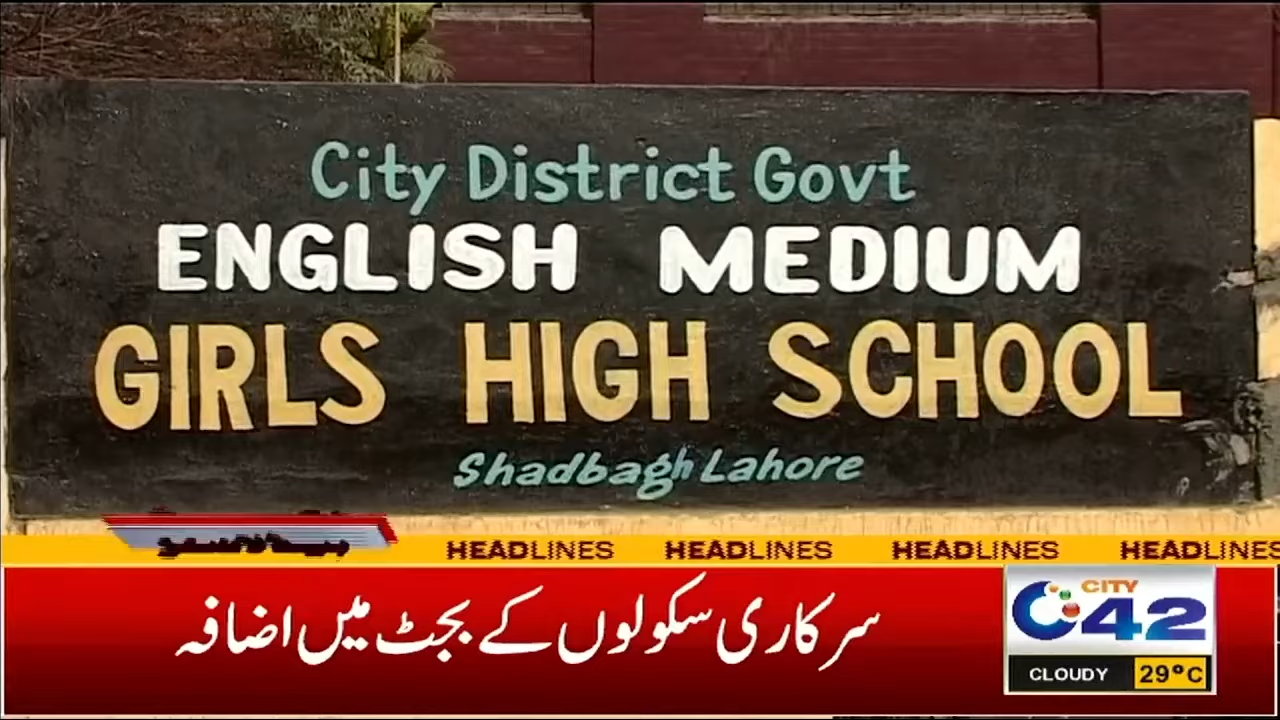 City District Govt
ENGLISH MEDIUM
GIRLS HIGH SCHOOL
Shadbagh Lahore
HEADLINES HEADLINES HEADLINES HEADLINES
سرکاری سکولوں کے بجٹ میں اضافہ
CITY
42
CLOUDY 29°C